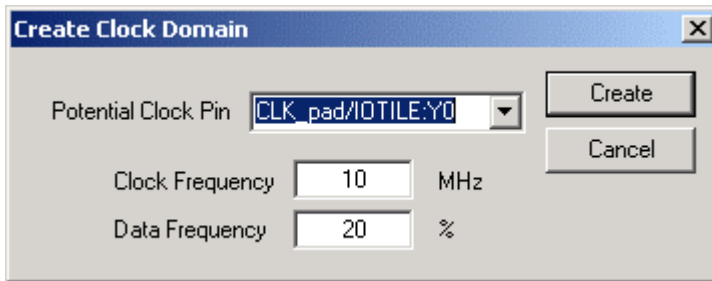 Create Clock Domain
Potential Clock Pin CLK_pad/IOTILE:Y0 Create
Cancel
Clock Frequency 10 MHz
Data Frequency 20 %